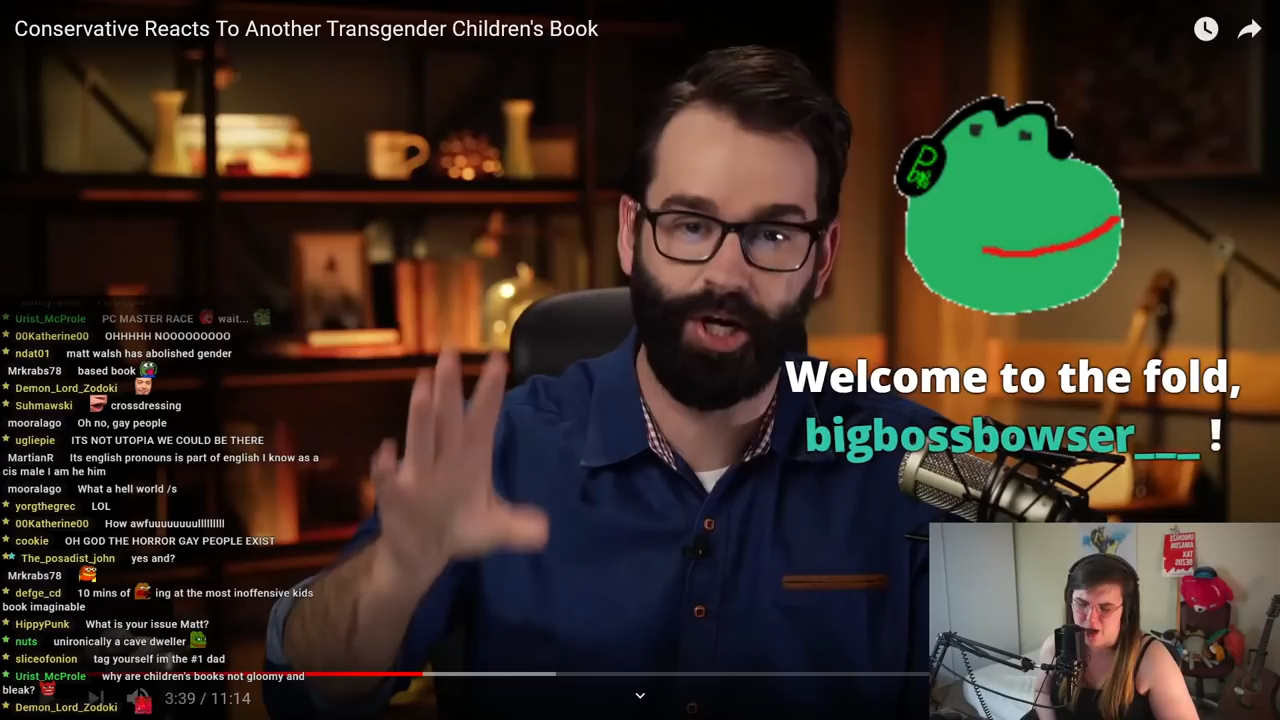 Conservative Reacts To Another Transgender Children's Book
Urist_McProle PC MASTER RACE wait...
00Katherine00 OHHHHH NOOOOOOOOO
ndat01 matt walsh has abolished gender
Mrkrabs78 based book
Demon_Lord_Zodoki
Suhmawski crossdressing
mooralago Oh no, gay people
ugliepie ITS NOT UTOPIA WE COULD BE THERE
MartianR Its english pronouns is part of english I know as a
cis male I am he him
mooralago What a hell world /s
yorgthegrec LOL
00Katherine00 How awfuuuuuuuulllllllll
cookie OH GOD THE HORROR GAY PEOPLE EXIST
The_posadist_john yes and?
Mrkrabs78
defge_cd 10 mins of ing at the most inoffensive kids
book imaginable
HippyPunk What is your issue Matt?
nuts unironically a cave dweller
sliceofonion tag yourself im the #1 dad
Urist_McProle why are children's books not gloomy and
bleak?
Demon_Lord_Zodoki
3:39 / 11:14
Welcome to the fold,
bigbossbowser___ !